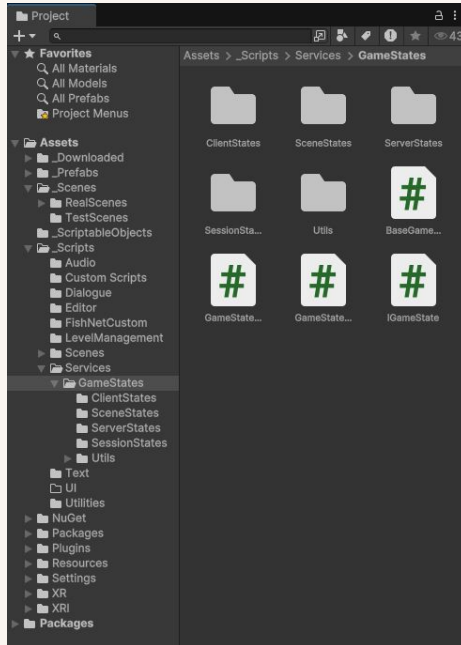 Project
43
Favorites
All Materials
All Models
All Prefabs
Project Menus
Assets
_Downloaded
_Prefabs
_Scenes
RealScenes
TestScenes
_ScriptableObjects
_Scripts
Audio
Custom Scripts
Dialogue
Editor
FishNetCustom
LevelManagement
Scenes
Services
GameStates
ClientStates
SceneStates
ServerStates
SessionStates
Utils
Text
UI
Utilities
NuGet
Packages
Plugins
Resources
Settings
XR
XRI
Packages
Assets > _Scripts > Services > GameStates
ClientStates SceneStates ServerStates
SessionSta... Utils BaseGame...
GameState... GameState... IGameState